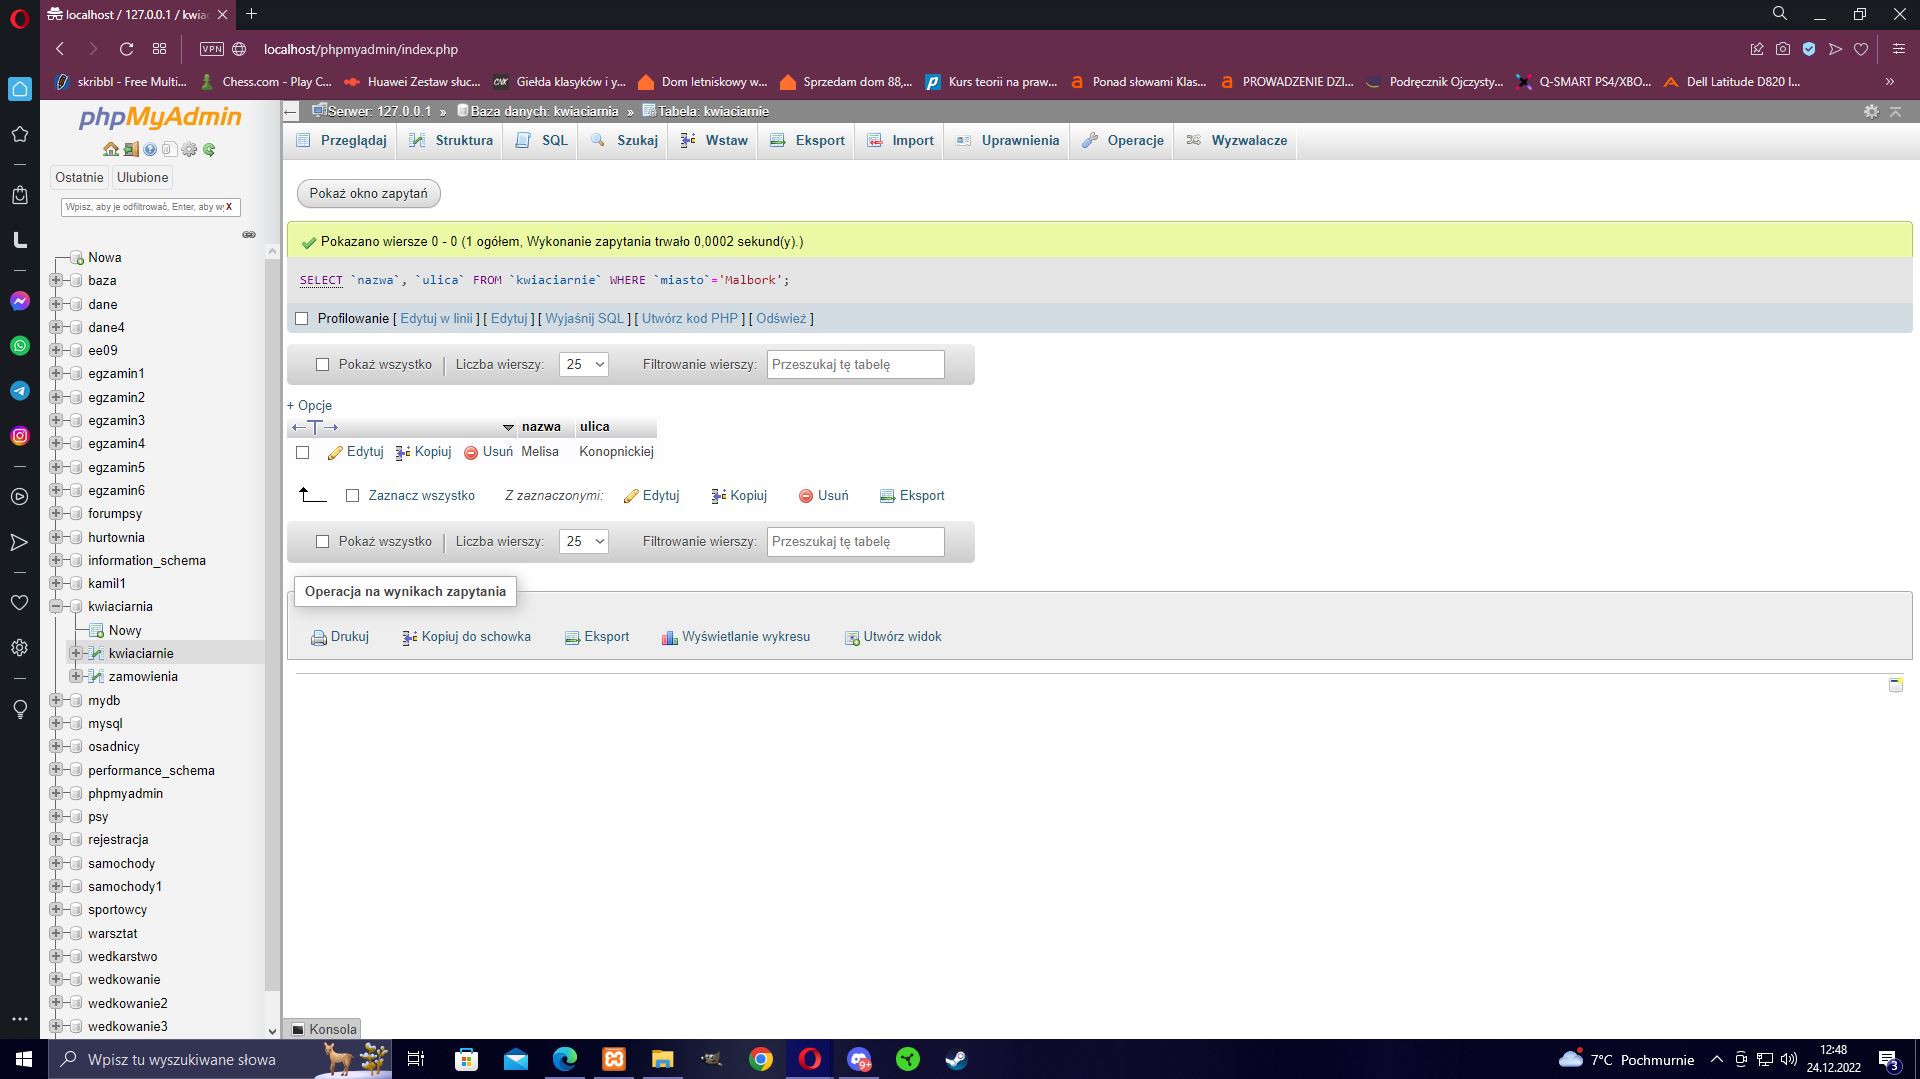 localhost / 127.0.0.1 / kwiac
VPN
localhost/phpmyadmin/index.php
skribbl - Free Multi...
Chess.com - Play C...
Huawei Zestaw słuc...
Giełda klasyków i y...
Dom letniskowy w...
Sprzedam dom 88,...
Kurs teorii na praw...
Ponad słowami Klas...
PROWADZENIE DZI...
Podręcznik Ojczysty...
Q-SMART PS4/XBO...
Dell Latitude D820 I...
phpMyAdmin
Ostatnie
Ulubione
Wpisz, aby je odfiltrować, Enter, aby wy X
Nowa
baza
dane
dane4
ee09
egzamin1
egzamin2
egzamin3
egzamin4
egzamin5
egzamin6
forumpsy
hurtownia
information_schema
kamil1
kwiaciarnia
Nowy
kwiaciarnie
zamowienia
mydb
mysql
osadnicy
performance_schema
phpmyadmin
psy
rejestracja
samochody
samochody1
sportowcy
warsztat
wedkarstwo
wedkowanie
wedkowanie2
wedkowanie3
Serwer: 127.0.0.1 » Baza danych: kwiaciarnia » Tabela: kwiaciarnie
Przeglądaj
Struktura
SQL
Szukaj
Wstaw
Eksport
Import
Uprawnienia
Operacje
Wyzwalacze
Pokaż okno zapytań
Pokazano wiersze 0 - 0 (1 ogółem, Wykonanie zapytania trwało 0,0002 sekund(y).)
SELECT `nazwa`, `ulica` FROM `kwiaciarnie` WHERE `miasto`='Malbork';
Profilowanie [ Edytuj w linii ] [ Edytuj ] [ Wyjaśnij SQL ] [ Utwórz kod PHP ] [ Odśwież ]
Pokaż wszystko | Liczba wierszy: 25 Filtrowanie wierszy: Przeszukaj tę tabelę
+ Opcje
←T→ nazwa ulica
Edytuj Kopiuj Usuń Melisa Konopnickiej
Zaznacz wszystko Z zaznaczonymi: Edytuj Kopiuj Usuń Eksport
Pokaż wszystko | Liczba wierszy: 25 Filtrowanie wierszy: Przeszukaj tę tabelę
Operacja na wynikach zapytania
Drukuj Kopiuj do schowka Eksport Wyświetlanie wykresu Utwórz widok
Konsola
Wpisz tu wyszukiwane słowa
9+
7°C Pochmurnie
12:48
24.12.2022
3